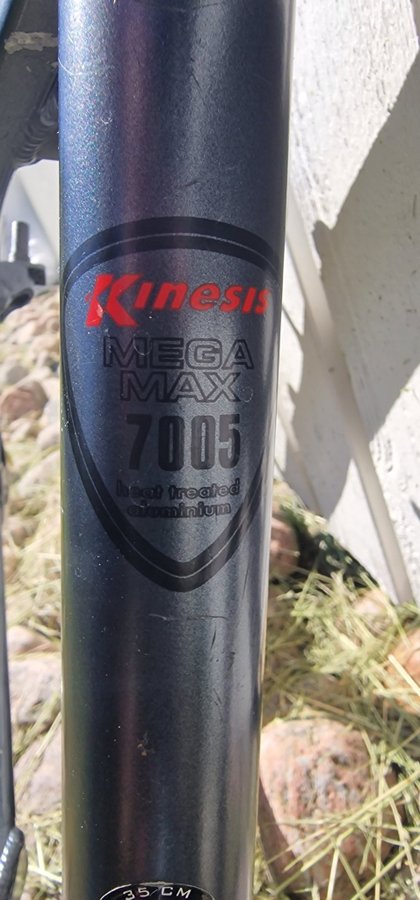 Kinesis
MEGA
MAX
7005
heat treated
aluminium
35 CM